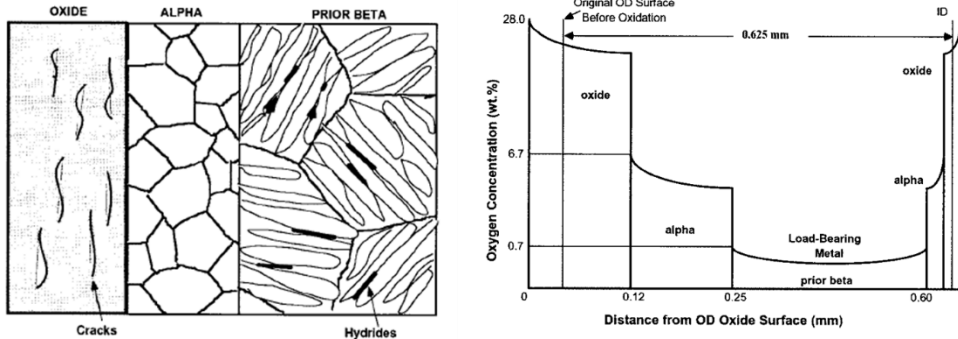 OXIDE ALPHA PRIOR BETA
Cracks
Hydrides
Original OD Surface
Before Oxidation
ID
28.0
0.625 mm
oxide
oxide
6.7
alpha
alpha
0.7
Load-Bearing
Metal
prior beta
0 0.12 0.25 0.60
Oxygen Concentration (wt.%)
Distance from OD Oxide Surface (mm)